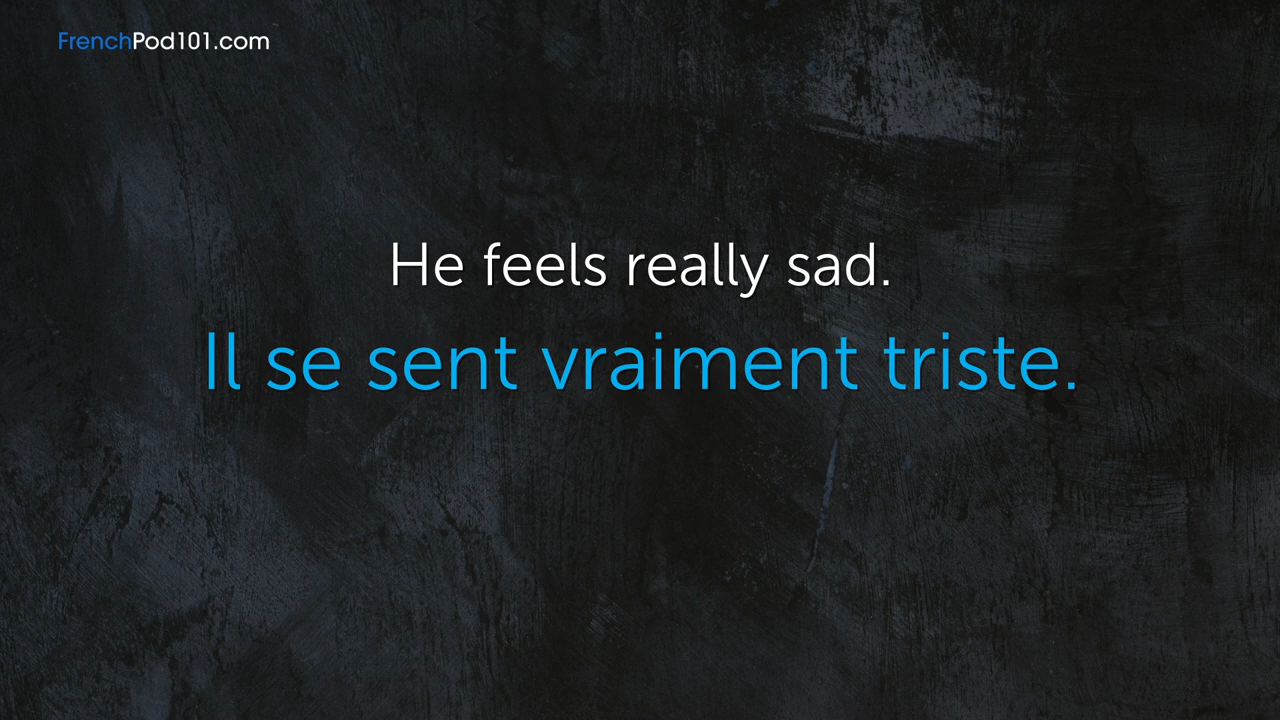 FrenchPod101.com
He feels really sad.
Il se sent vraiment triste.